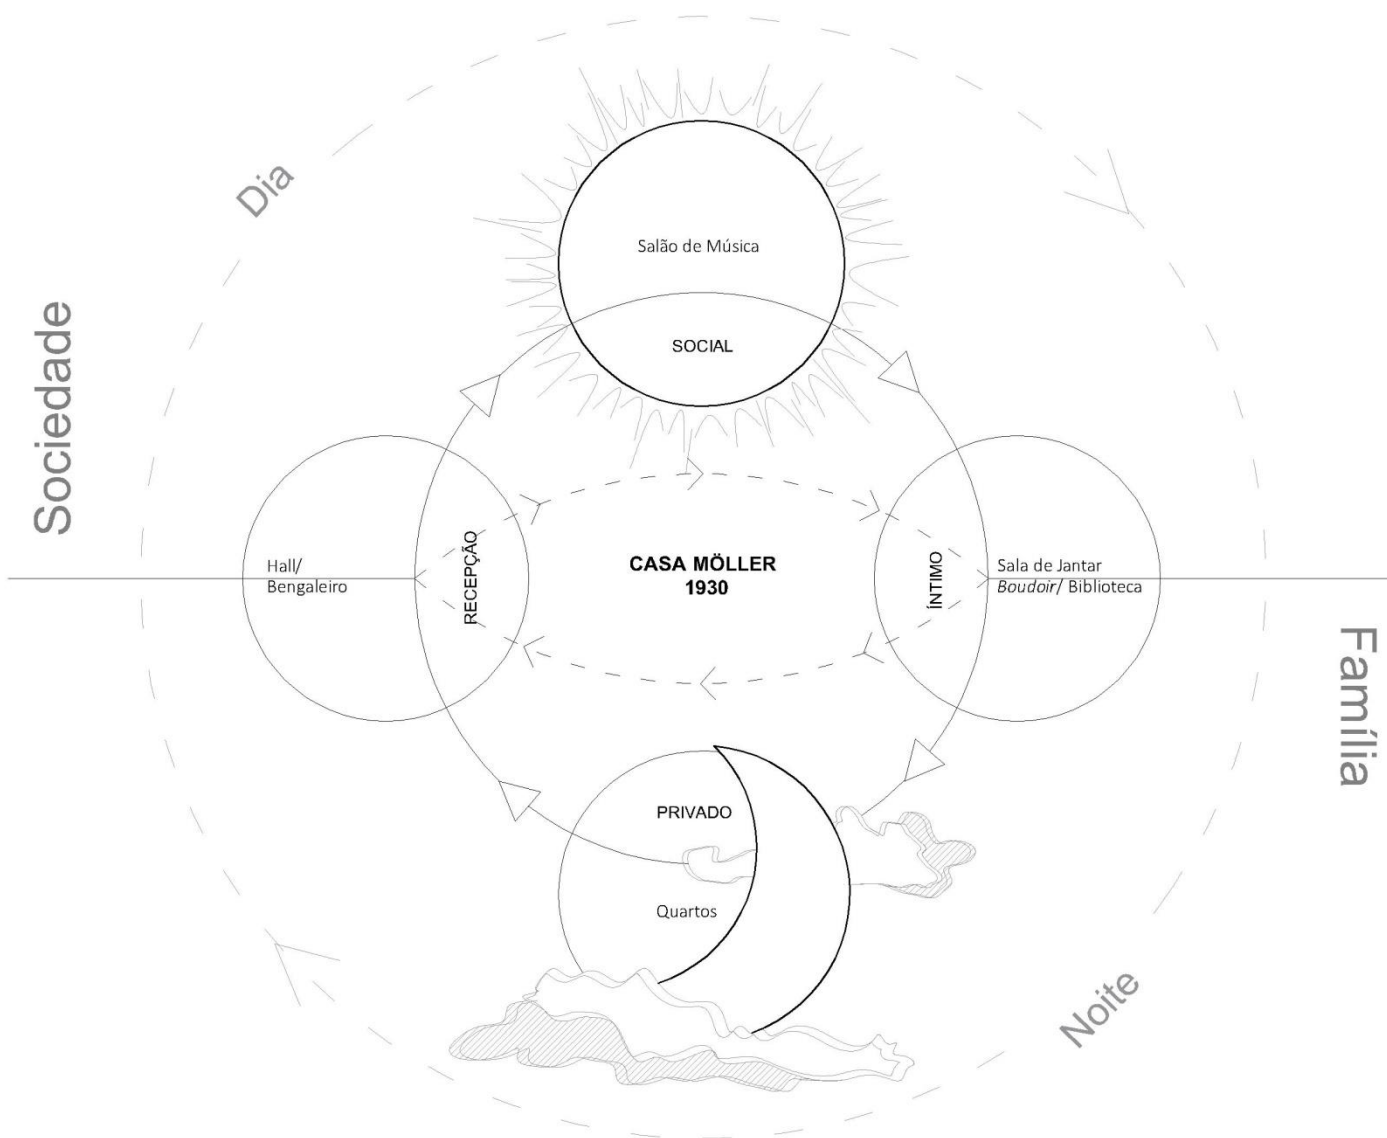 Dia
Sociedade
Salão de Música
SOCIAL
Hall/
Bengaleiro
RECEPÇÃO
CASA MÖLLER
1930
ÍNTIMO
Sala de Jantar
Boudoir/ Biblioteca
Família
PRIVADO
Quartos
Noite